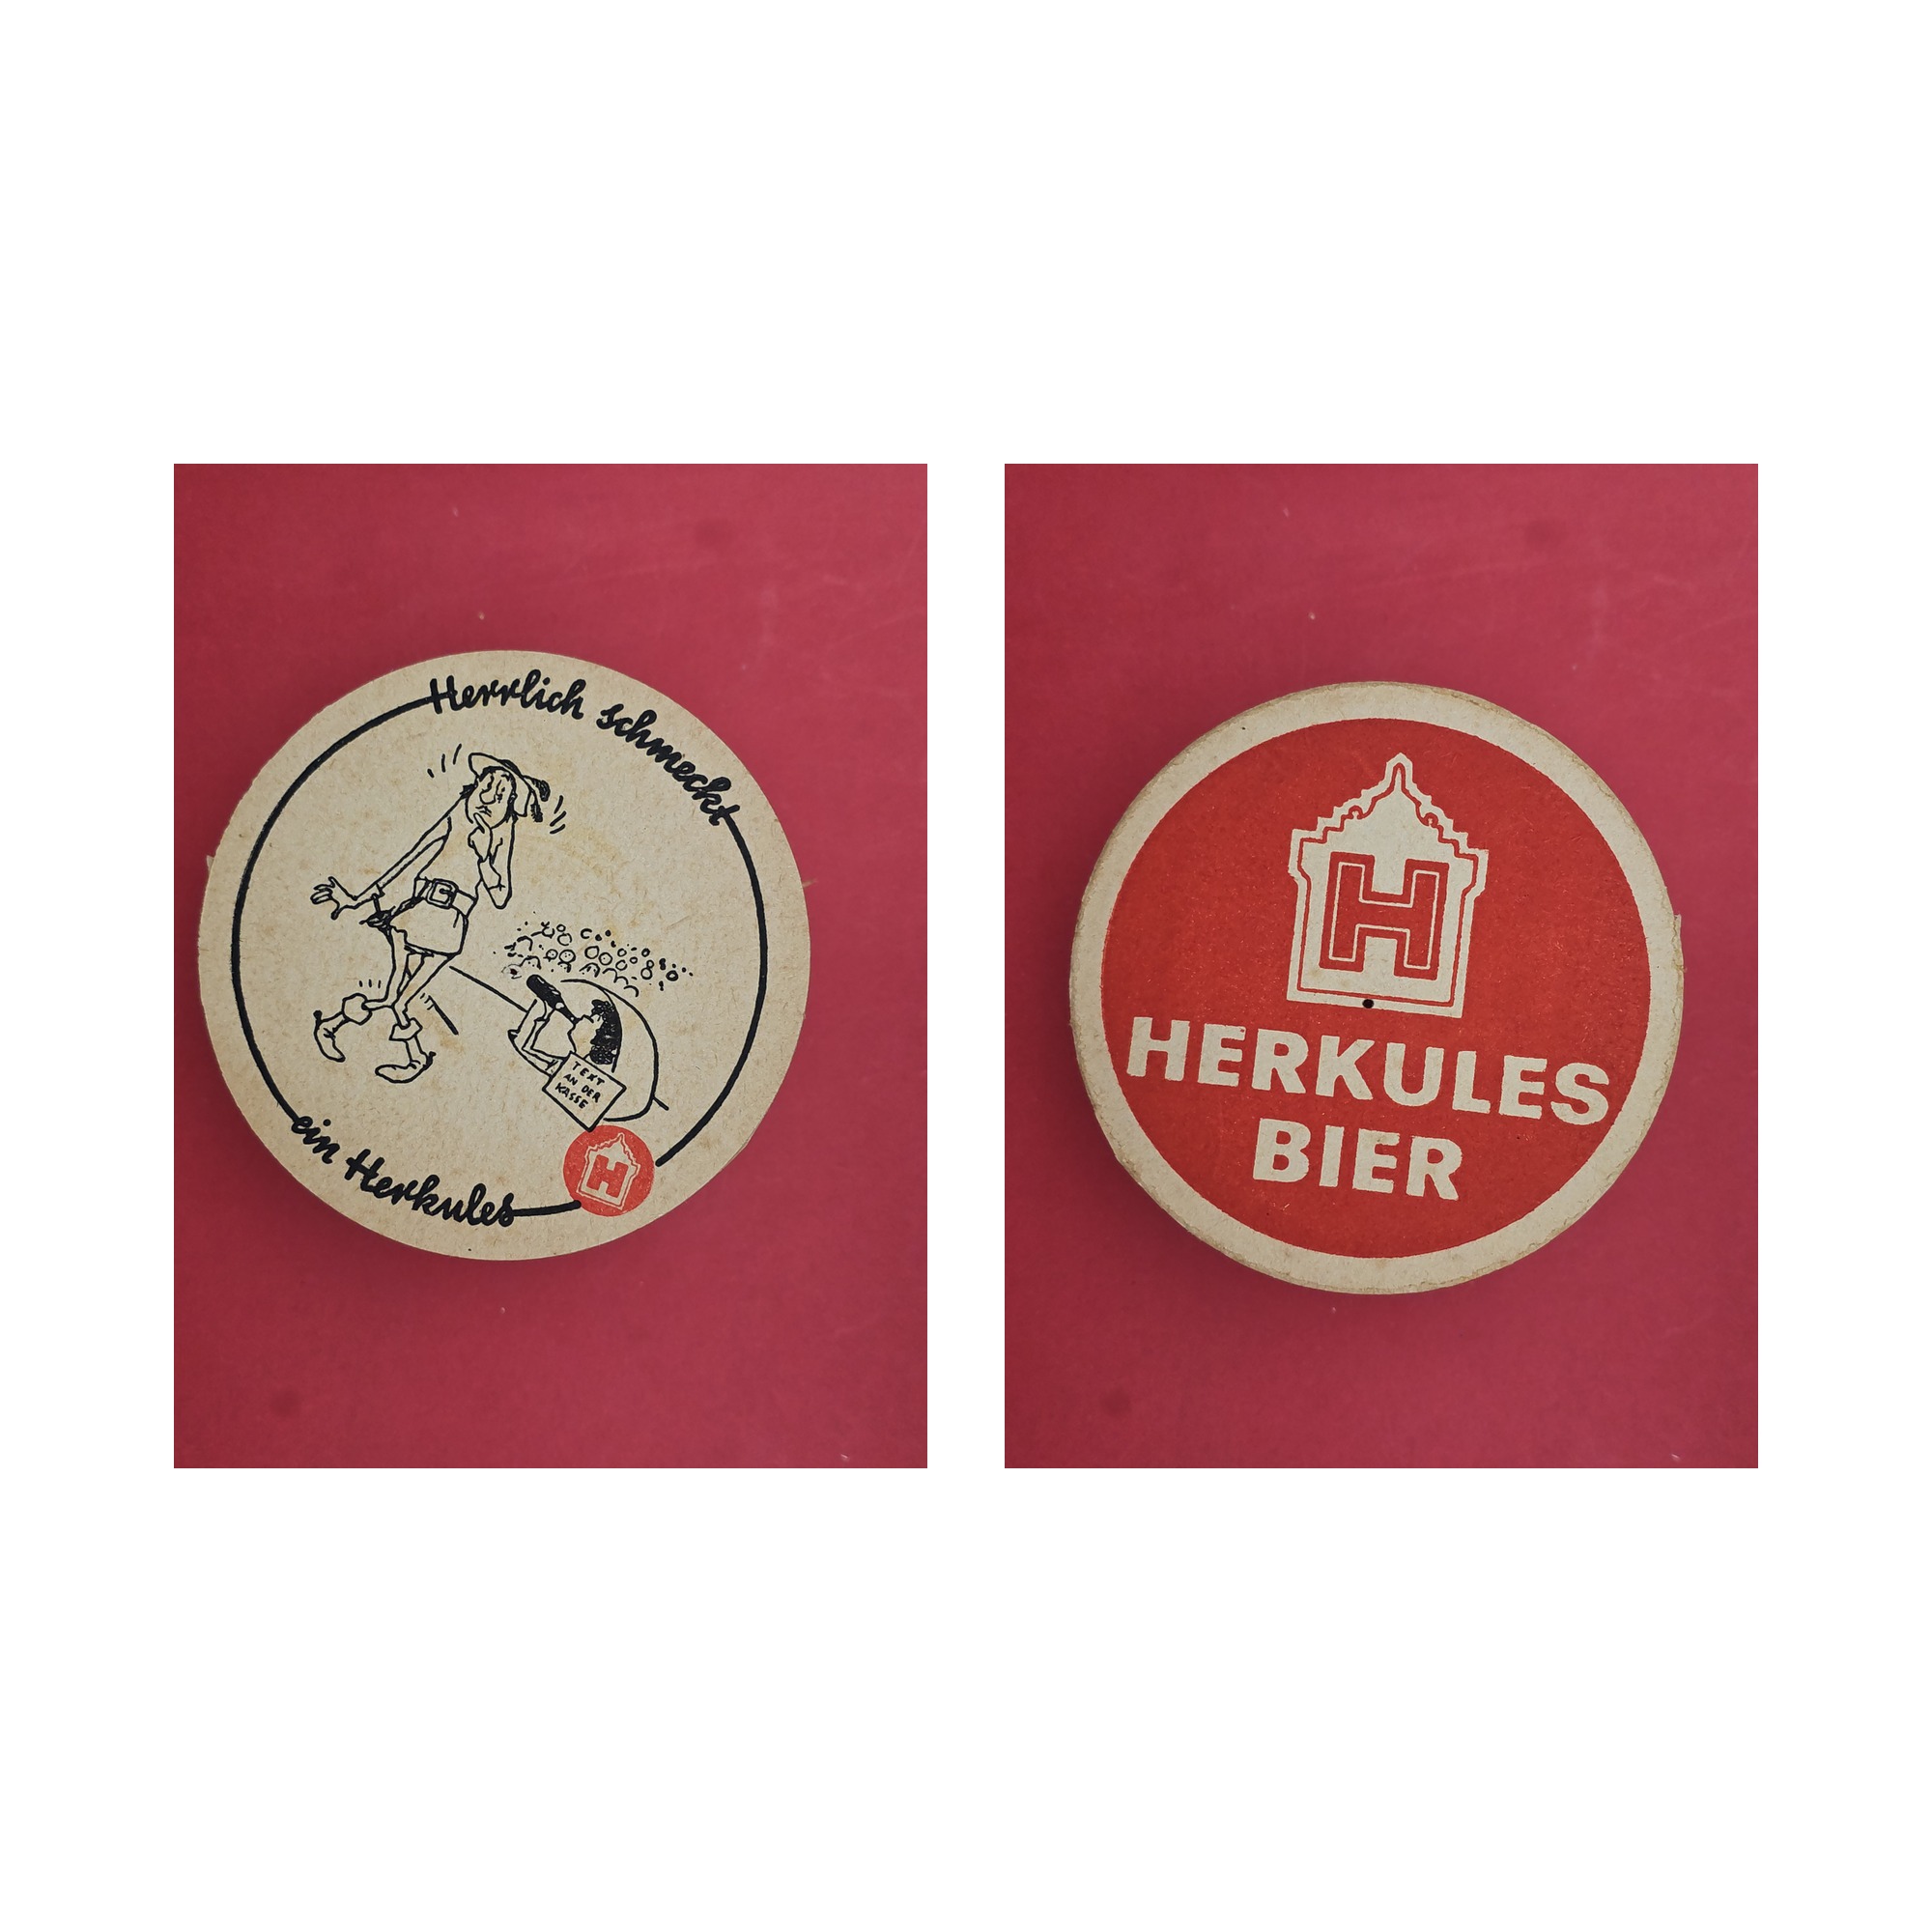 Herrlich schmeckt
TEXT
AN DER
KASSE
H
ein Herkules
H
HERKULES
BIER